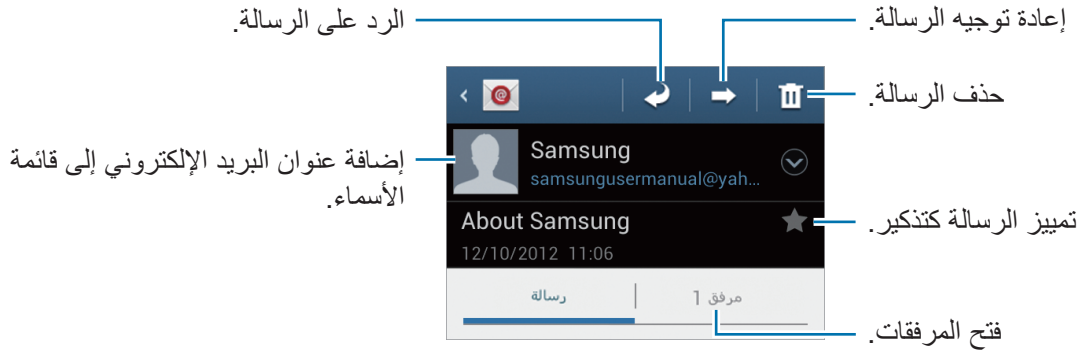 الرد على الرسالة.
إعادة توجيه الرسالة.
حذف الرسالة.
Samsung
samsungusermanual@yah...
إضافة عنوان البريد الإلكتروني إلى قائمة
الأسماء.
About Samsung
تمييز الرسالة كتذكير.
12/10/2012 11:06
رسالة
مرفق 1
فتح المرفقات.